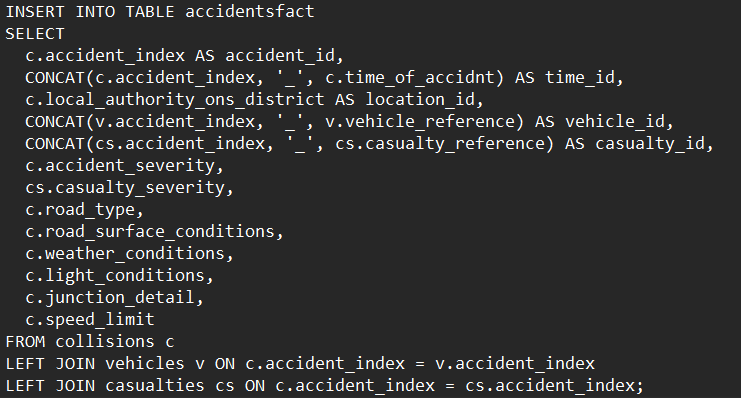 INSERT INTO TABLE accidentsfact
SELECT
  c.accident_index AS accident_id,
  CONCAT(c.accident_index, '_', c.time_of_accidnt) AS time_id,
  c.local_authority_ons_district AS location_id,
  CONCAT(v.accident_index, '_', v.vehicle_reference) AS vehicle_id,
  CONCAT(cs.accident_index, '_', cs.casualty_reference) AS casualty_id,
  c.accident_severity,
  cs.casualty_severity,
  c.road_type,
  c.road_surface_conditions,
  c.weather_conditions,
  c.light_conditions,
  c.junction_detail,
  c.speed_limit
FROM collisions c
LEFT JOIN vehicles v ON c.accident_index = v.accident_index
LEFT JOIN casualties cs ON c.accident_index = cs.accident_index;